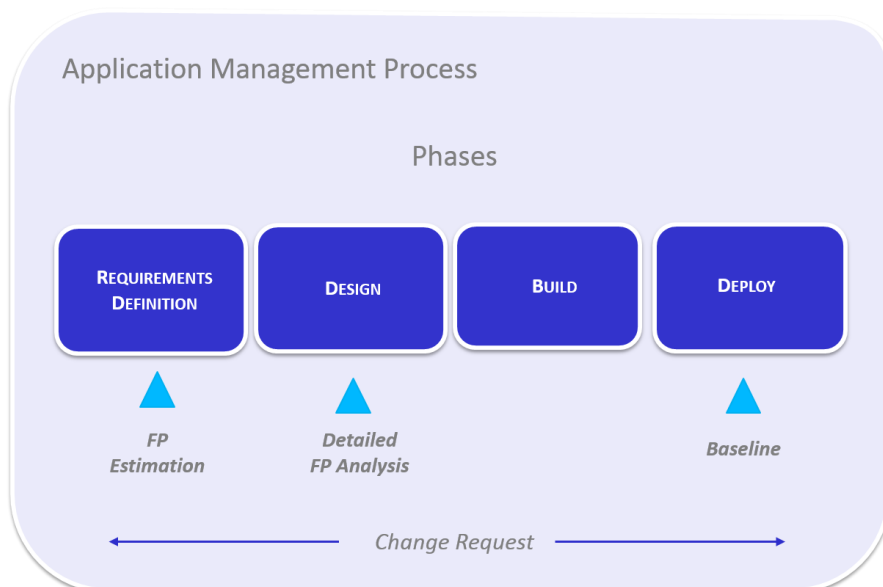 Application Management Process
Phases
REQUIREMENTS
DEFINITION
DESIGN
BUILD
DEPLOY
FP
Estimation
Detailed
FP Analysis
Baseline
Change Request